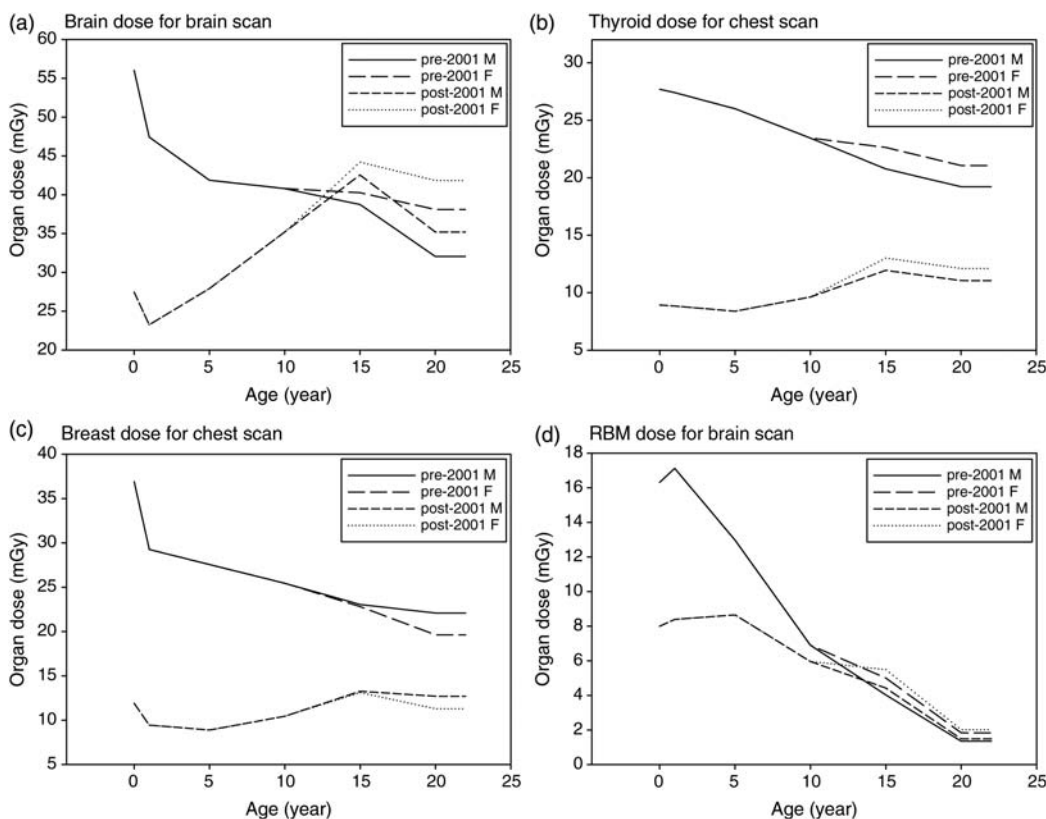 (a) Brain dose for brain scan
60
55
50
45
40
35
30
25
20
Organ dose (mGy)
0 5 10 15 20 25
Age (year)
pre-2001 M
pre-2001 F
post-2001 M
post-2001 F
(b) Thyroid dose for chest scan
30
25
20
15
10
5
Organ dose (mGy)
0 5 10 15 20 25
Age (year)
pre-2001 M
pre-2001 F
post-2001 M
post-2001 F
(c) Breast dose for chest scan
40
35
30
25
20
15
10
5
Organ dose (mGy)
0 5 10 15 20 25
Age (year)
pre-2001 M
pre-2001 F
post-2001 M
post-2001 F
(d) RBM dose for brain scan
18
16
14
12
10
8
6
4
2
0
Organ dose (mGy)
0 5 10 15 20 25
Age (year)
pre-2001 M
pre-2001 F
post-2001 M
post-2001 F